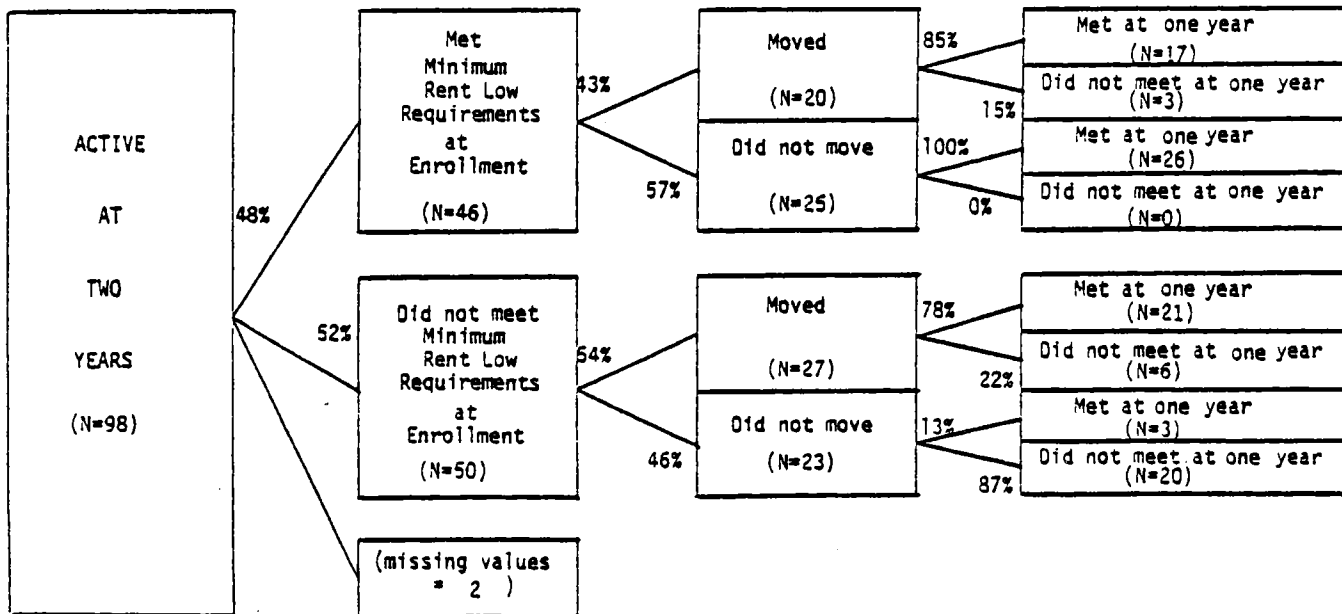 ACTIVE
AT
TWO
YEARS
(N=98)
48%
52%
Met
Minimum
Rent Low
Requirements
at
Enrollment
(N=46)
43%
57%
Moved
(N=20)
85%
15%
Met at one year
(N=17)
Did not meet at one year
(N=3)
Did not move
(N=25)
100%
0%
Met at one year
(N=26)
Did not meet at one year
(N=0)
Did not meet
Minimum
Rent Low
Requirements
at
Enrollment
(N=50)
54%
46%
Moved
(N=27)
78%
22%
Met at one year
(N=21)
Did not meet at one year
(N=6)
Did not move
(N=23)
13%
87%
Met at one year
(N=3)
Did not meet at one year
(N=20)
(missing values
= 2 )